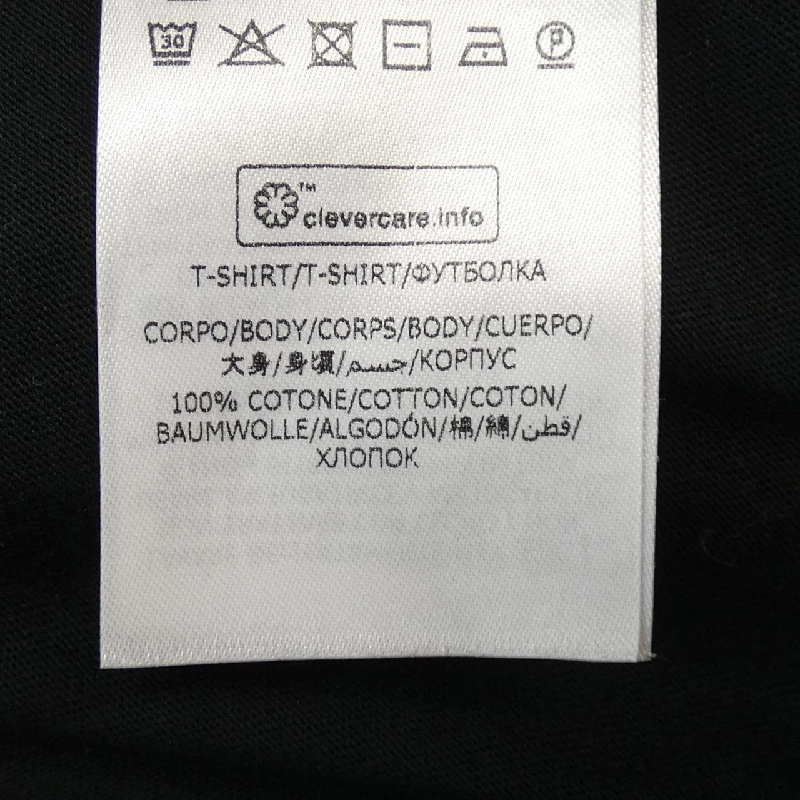 30
P
™
clevercare.info
T-SHIRT/T-SHIRT/ФУТБОЛКА
CORPO/BODY/CORPS/BODY/CUERPO/
大身/身頃/جسم/КОРПУС
100% COTONE/COTTON/COTON/
BAUMWOLLE/ALGODÓN/棉/綿/قطن/
ХЛОПОК